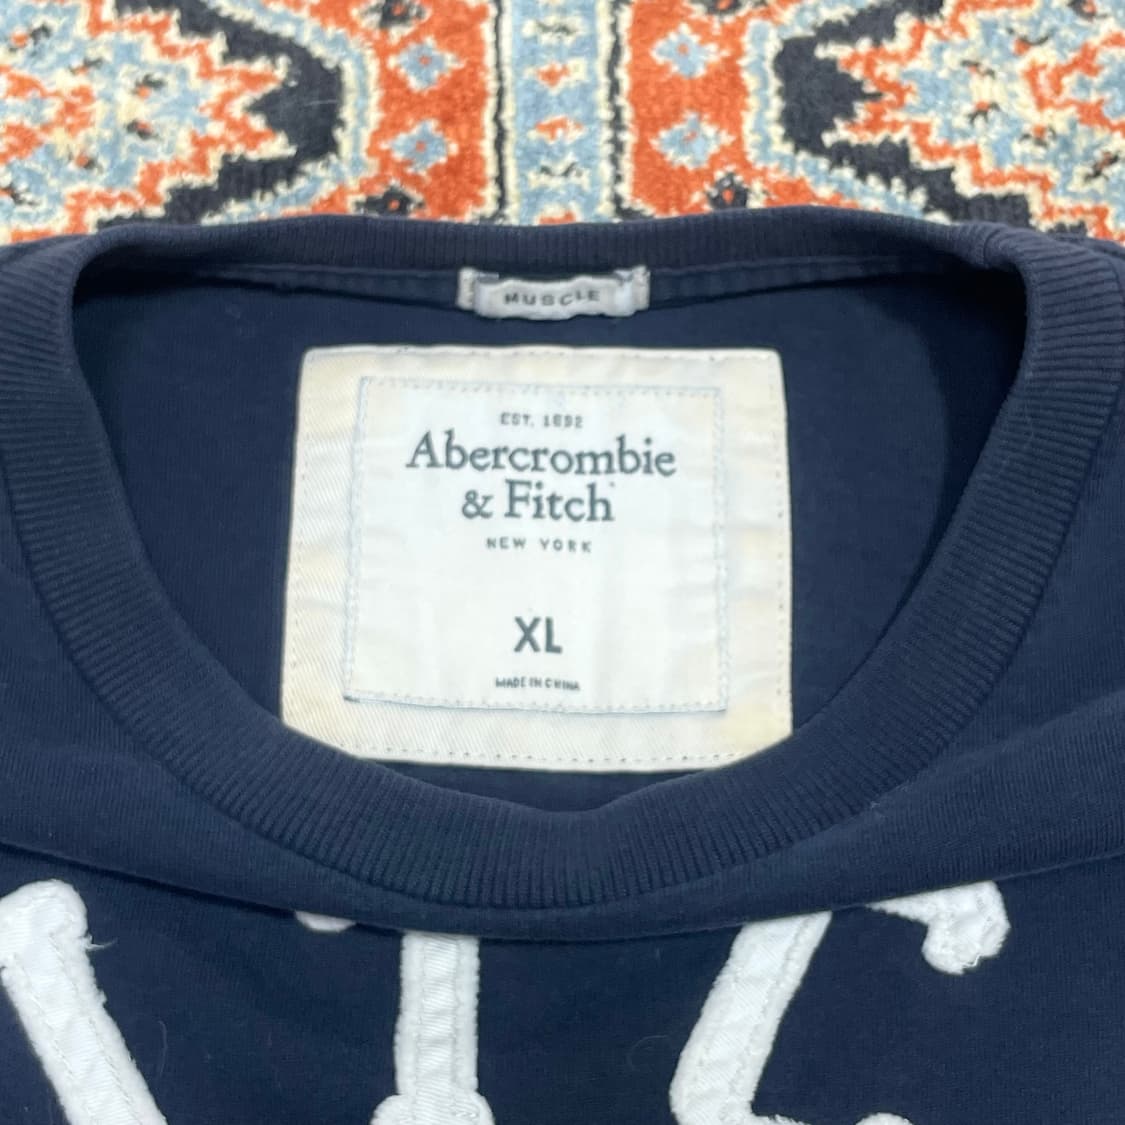 MUSCLE
EST. 1892
Abercrombie
& Fitch
NEW YORK
XL
MADE IN CHINA